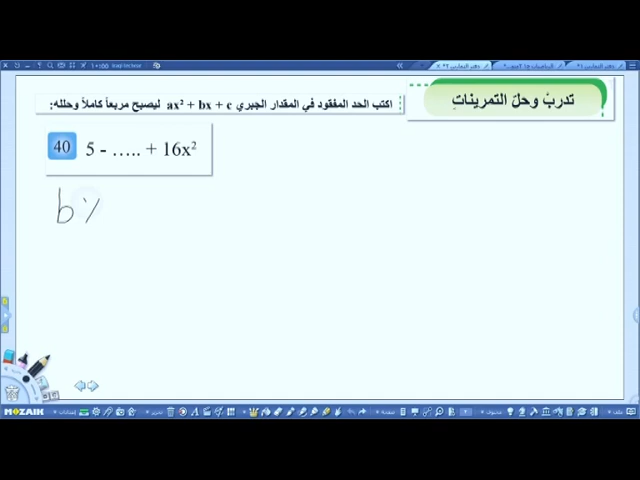 تدربْ وحلّ التمريناتِ
اكتب الحد المفقود في المقدار الجبري ax² + bx + c ليصبح مربعاً كاملاً وحلله:
40 5 - ….. + 16x²
bx
MOZAIK